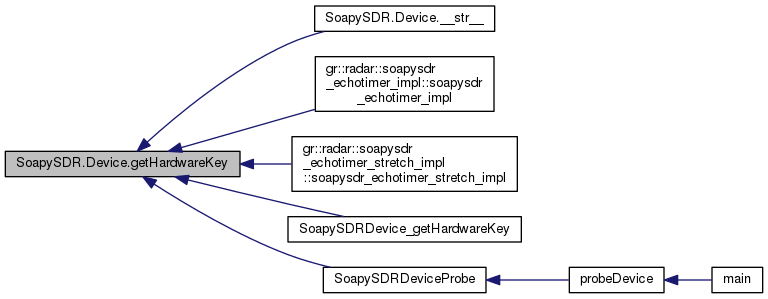 SoapySDR.Device.__str__
gr::radar::soapysdr
_echotimer_impl::soapysdr
_echotimer_impl
SoapySDR.Device.getHardwareKey
gr::radar::soapysdr
_echotimer_stretch_impl
::soapysdr_echotimer_stretch_impl
SoapySDRDevice_getHardwareKey
SoapySDRDeviceProbe
probeDevice
main